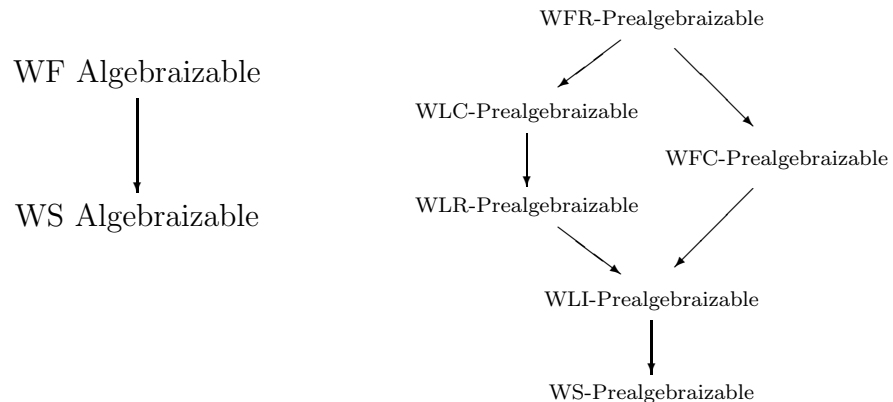 WF Algebraizable
WS Algebraizable
WFR-Prealgebraizable
WLC-Prealgebraizable
WFC-Prealgebraizable
WLR-Prealgebraizable
WLI-Prealgebraizable
WS-Prealgebraizable